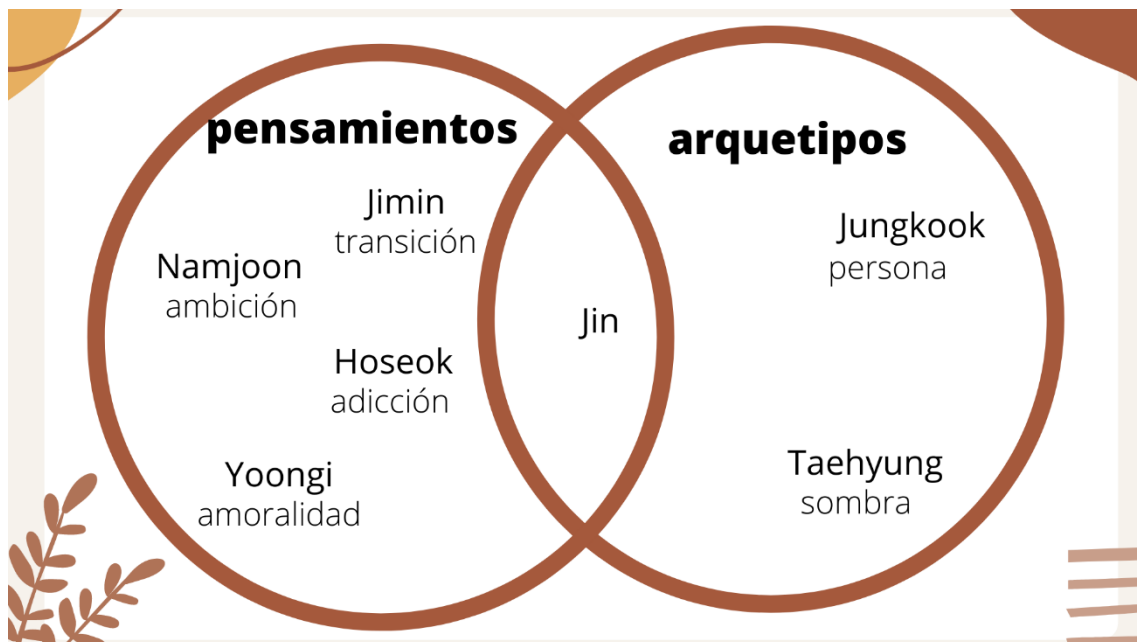 pensamientos
Jimin
transición
Namjoon
ambición
Hoseok
adicción
Yoongi
amoralidad
Jin
arquetipos
Jungkook
persona
Taehyung
sombra